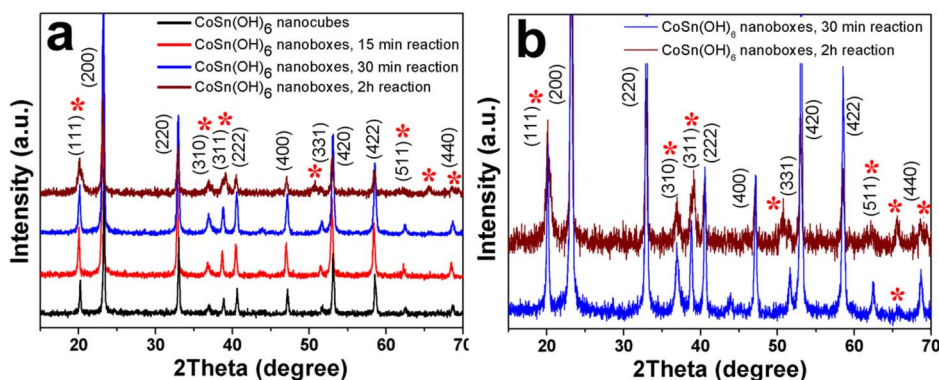 a
CoSn(OH)6 nanocubes
CoSn(OH)6 nanoboxes, 15 min reaction
CoSn(OH)6 nanoboxes, 30 min reaction
CoSn(OH)6 nanoboxes, 2h reaction
(111) *
(200)
(220)
(310) *
(311) *
(222)
(400)
*
(331)
(420)
(422)
(511) *
*
(440)
*
Intensity (a.u.)
20 30 40 50 60 70
2Theta (degree)
b
CoSn(OH)6 nanoboxes, 30 min reaction
CoSn(OH)6 nanoboxes, 2h reaction
(111) *
(200)
(220)
(310) *
(311) *
(222)
(400)
*
(331)
(420)
(422)
(511) *
*
(440)
*
*
Intensity (a.u.)
20 30 40 50 60 70
2Theta (degree)